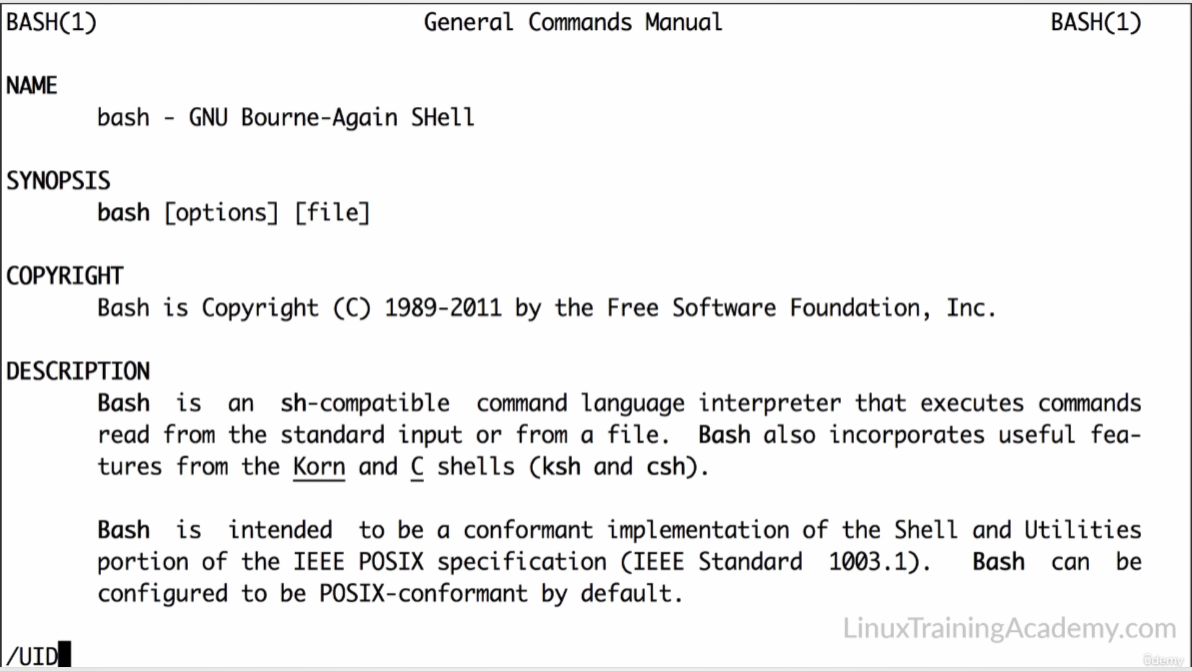 BASH(1) General Commands Manual BASH(1)
NAME
bash - GNU Bourne-Again SHell
SYNOPSIS
bash [options] [file]
COPYRIGHT
Bash is Copyright (C) 1989-2011 by the Free Software Foundation, Inc.
DESCRIPTION
Bash is an sh-compatible command language interpreter that executes commands
read from the standard input or from a file. Bash also incorporates useful fea-
tures from the Korn and C shells (ksh and csh).
Bash is intended to be a conformant implementation of the Shell and Utilities
portion of the IEEE POSIX specification (IEEE Standard 1003.1). Bash can be
configured to be POSIX-conformant by default.
LinuxTrainingAcademy.com
/UID
ûdemy